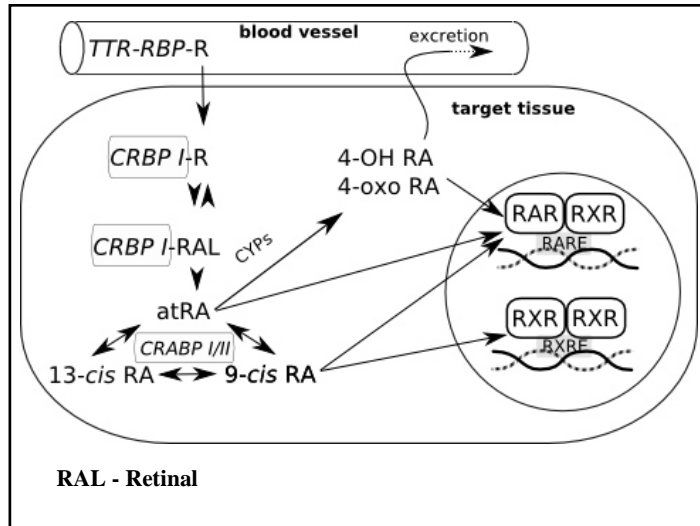 blood vessel
excretion
TTR-RBP-R
target tissue
CRBP I-R
4-OH RA
4-oxo RA
RAR RXR
RARE
CRBP I-RAL
CYPs
atRA
RXR RXR
RXRE
CRABP I/II
13-cis RA
9-cis RA
RAL - Retinal